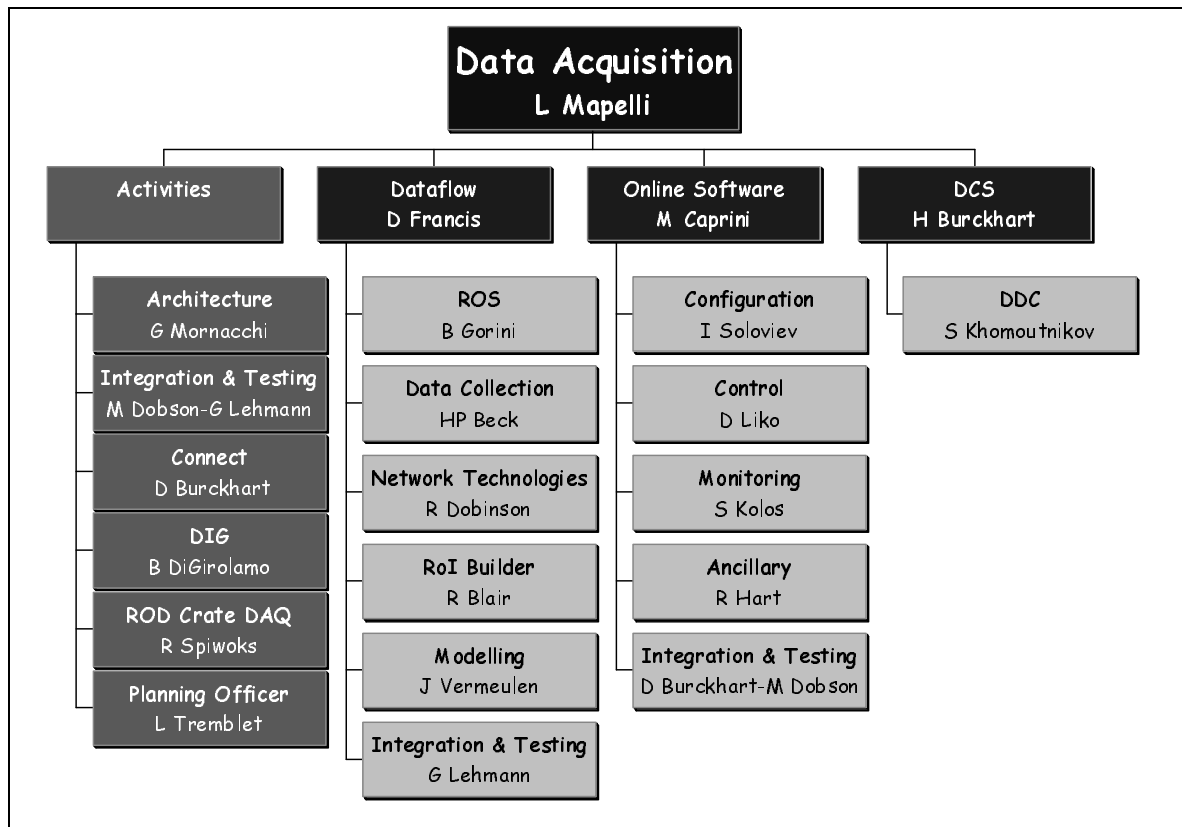 Data Acquisition
L Mapelli
Activities
Dataflow
D Francis
Online Software
M Caprini
DCS
H Burckhart
Architecture
G Mornacchi
Integration & Testing
M Dobson-G Lehmann
Connect
D Burckhart
DIG
B DiGirolamo
ROD Crate DAQ
R Spiwoks
Planning Officer
L Tremblet
ROS
B Gorini
Data Collection
HP Beck
Network Technologies
R Dobinson
RoI Builder
R Blair
Modelling
J Vermeulen
Integration & Testing
G Lehmann
Configuration
I Soloviev
Control
D Liko
Monitoring
S Kolos
Ancillary
R Hart
Integration & Testing
D Burckhart-M Dobson
DDC
S Khomoutnikov